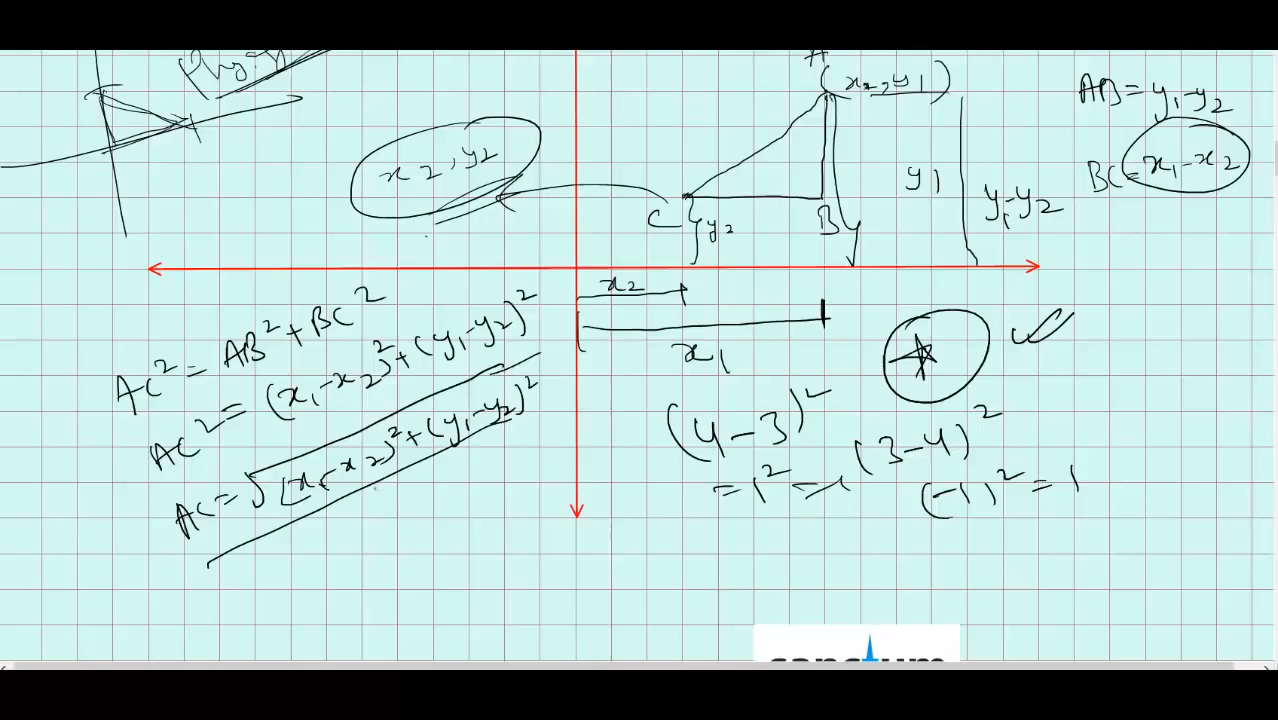 A
(x₂, y₁)
AB = y₁-y₂
x₂, y₂
BC = x₁-x₂
y₁
y₁-y₂
C
y₂
B
x₂
x₁
AC² = AB² + BC²
AC² = (x₁-x₂)² + (y₁-y₂)²
AC = √(x₁-x₂)² + (y₁-y₂)²
(4-3)²
= 1² = 1
(3-4)²
(-1)² = 1
sanctum